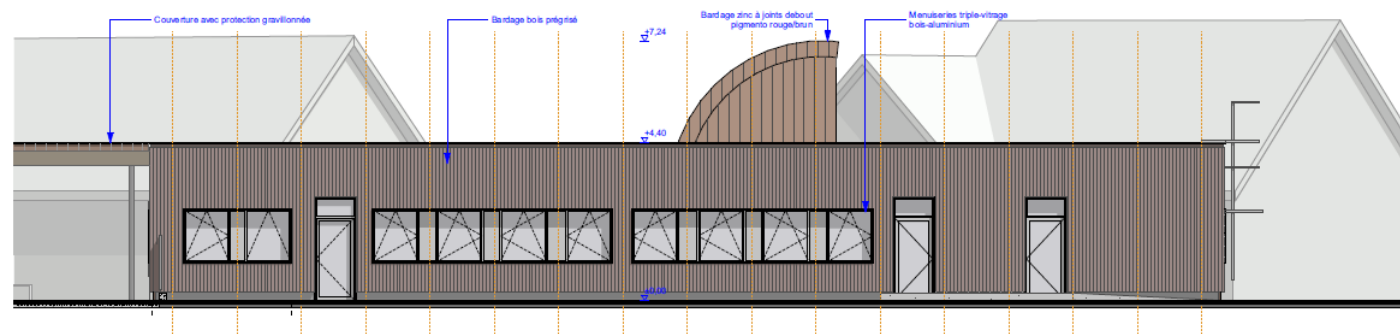 Couverture avec protection gravillonnée
Bardage bois prégrisé
+7,24
Bardage zinc à joints debout
pigmento rouge/brun
Menuiseries triple-vitrage
bois-aluminium
+4,40
±0,00